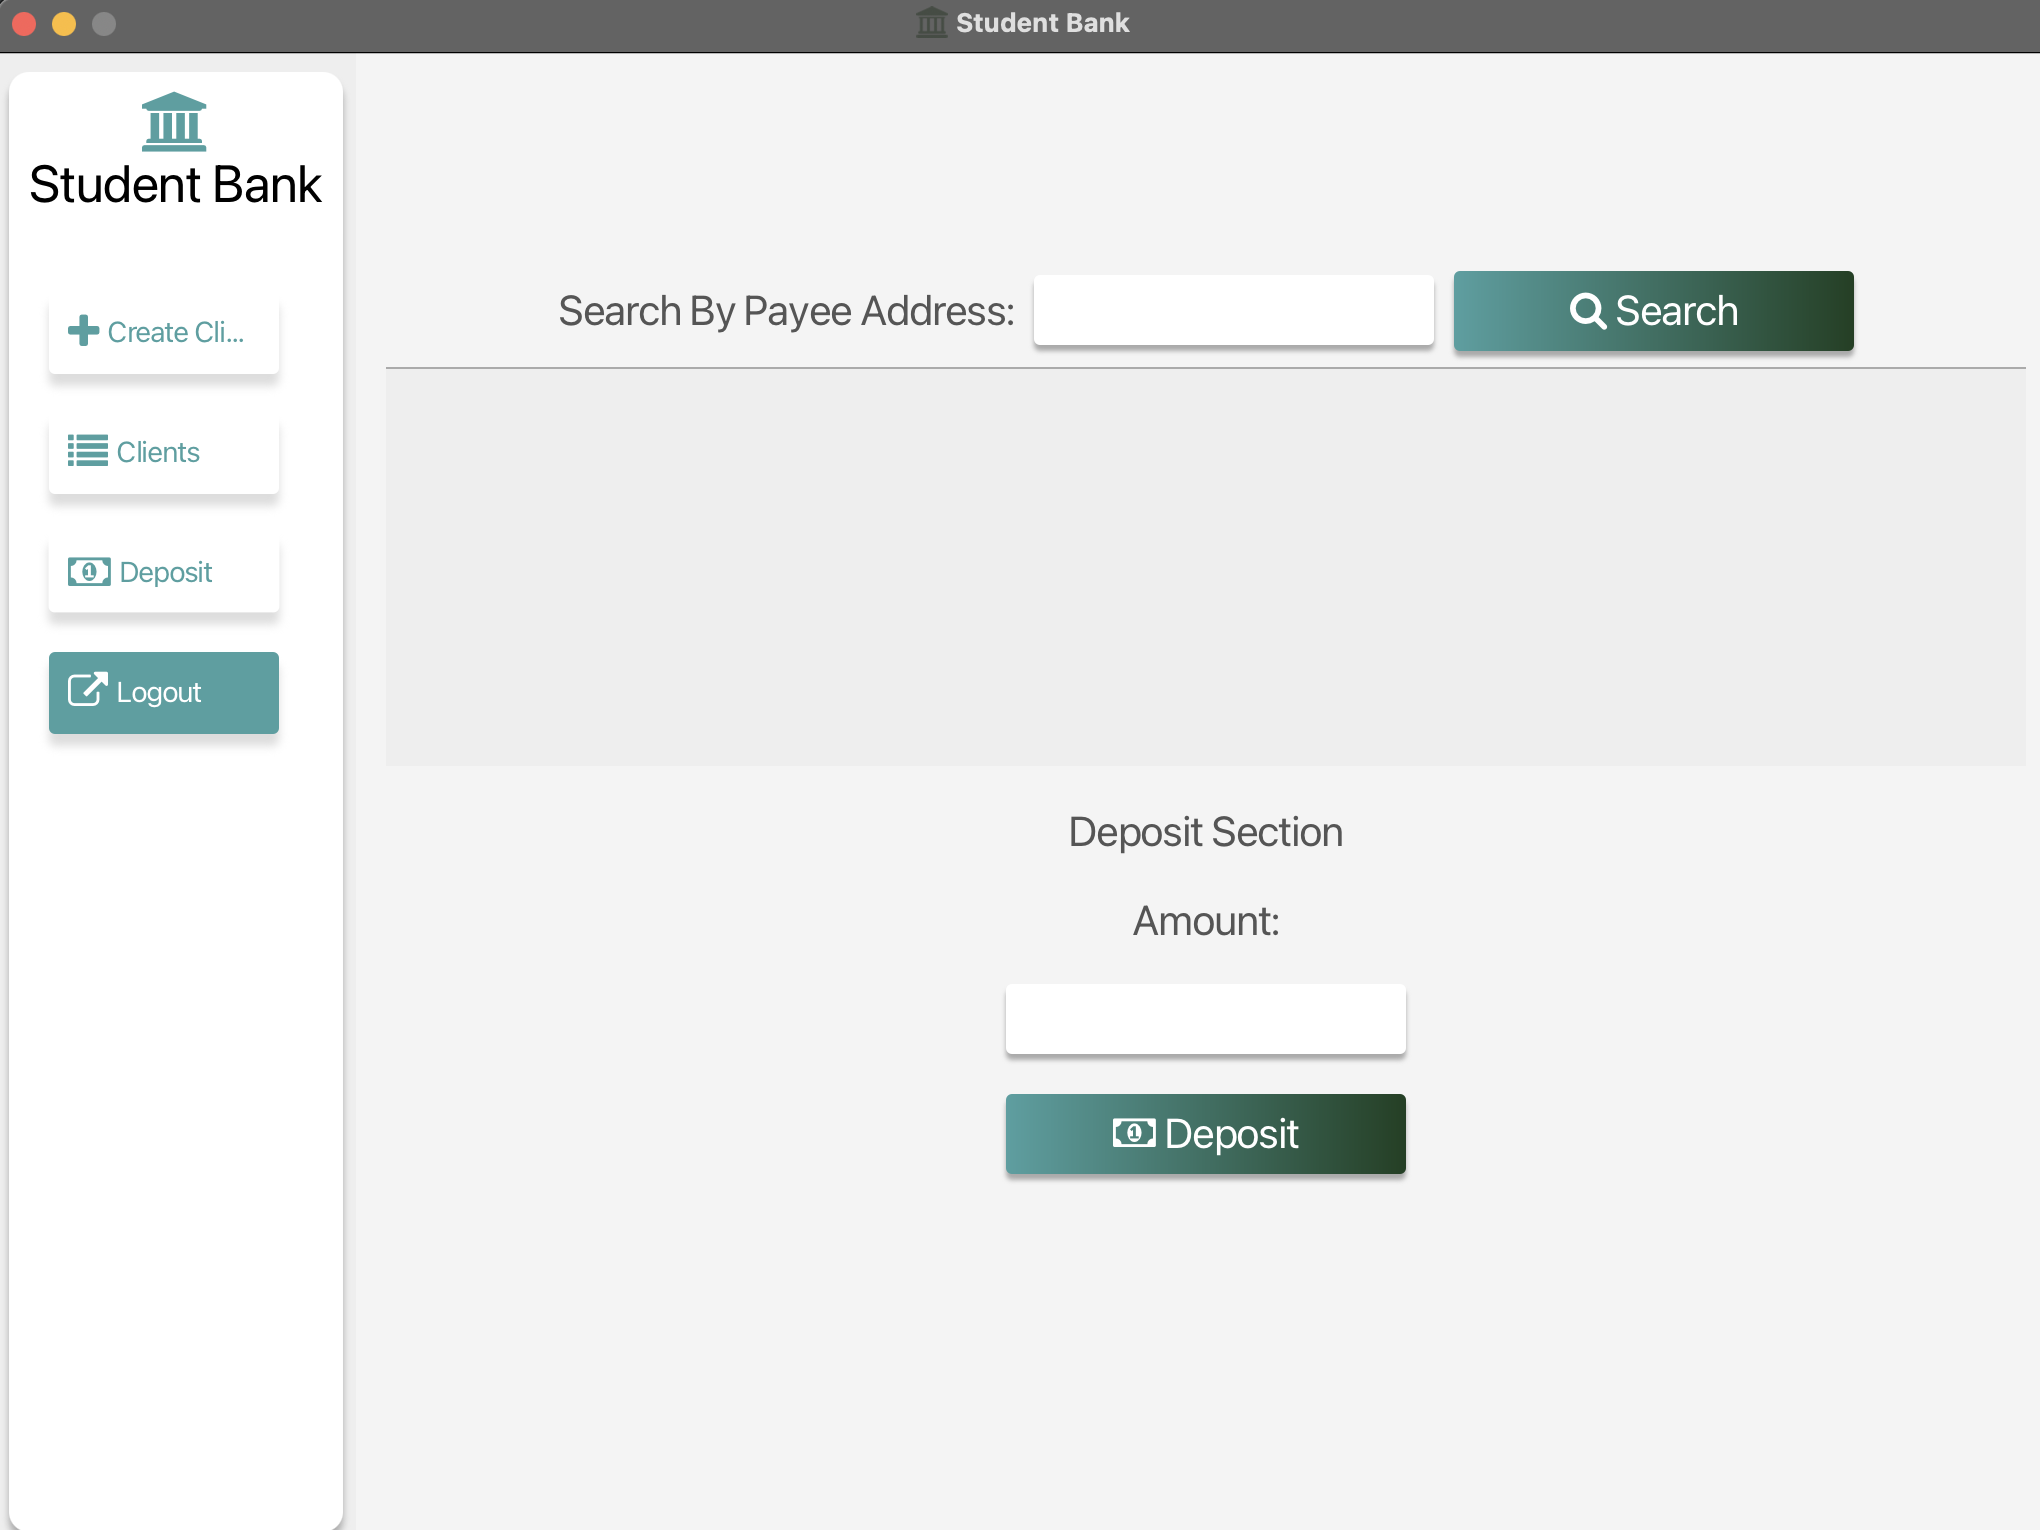 Student Bank
Student Bank
Create Cli...
Clients
Deposit
Logout
Search By Payee Address:
Search
Deposit Section
Amount:
Deposit